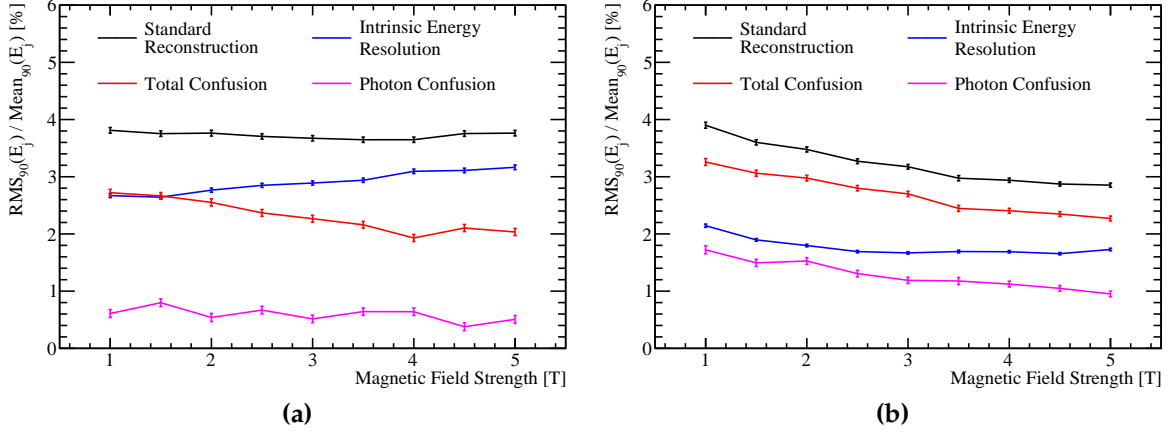 RMS90(Ej) / Mean90(Ej) [%]
6
5
4
3
2
1
0
Standard Reconstruction
Intrinsic Energy Resolution
Total Confusion
Photon Confusion
1 2 3 4 5
Magnetic Field Strength [T]
(a)
RMS90(Ej) / Mean90(Ej) [%]
6
5
4
3
2
1
0
Standard Reconstruction
Intrinsic Energy Resolution
Total Confusion
Photon Confusion
1 2 3 4 5
Magnetic Field Strength [T]
(b)